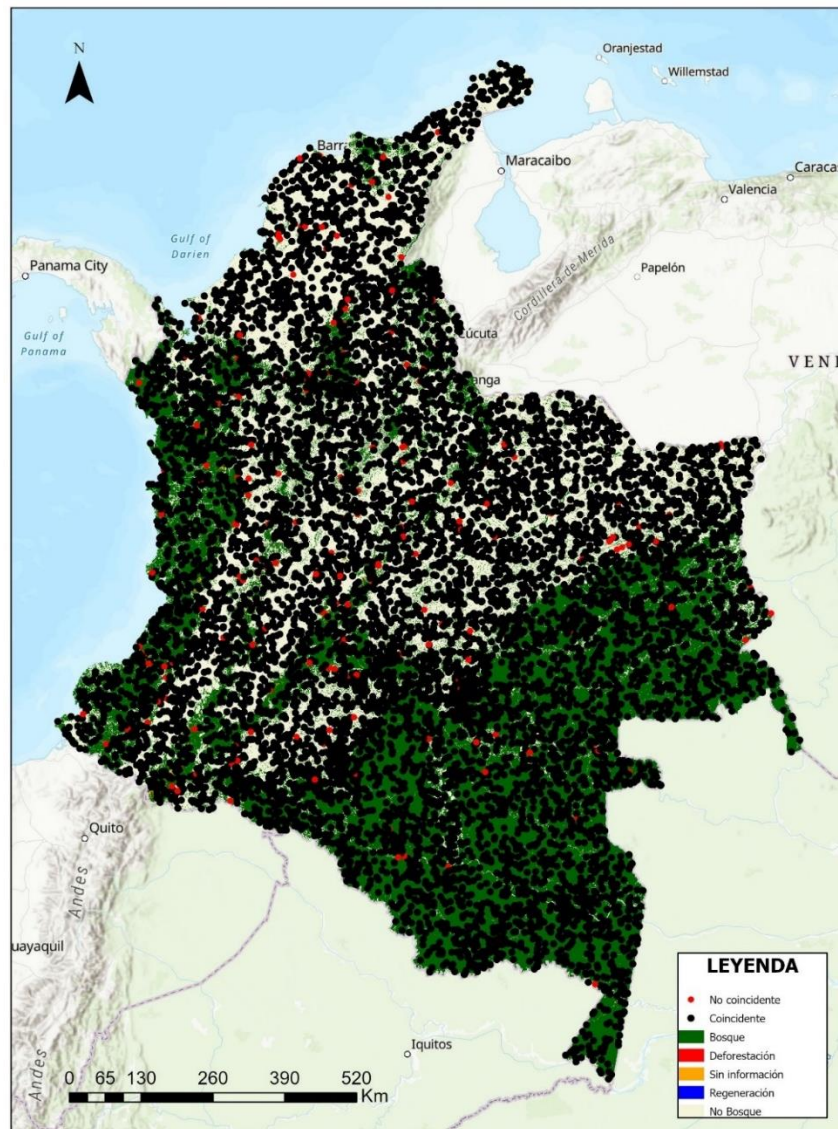 N
Oranjestad
Willemstad
Barra
Maracaibo
Caraca
Valencia
Gulf of
Darien
Panama City
Cordillera de Merida
Papelón
Gulf of
Panama
Cúcuta
VENE
anga
Quito
Andes
uayaquil
Iquitos
Andes
0 65 130 260 390 520
Km
LEYENDA
No coincidente
Coincidente
Bosque
Deforestación
Sin información
Regeneración
No Bosque